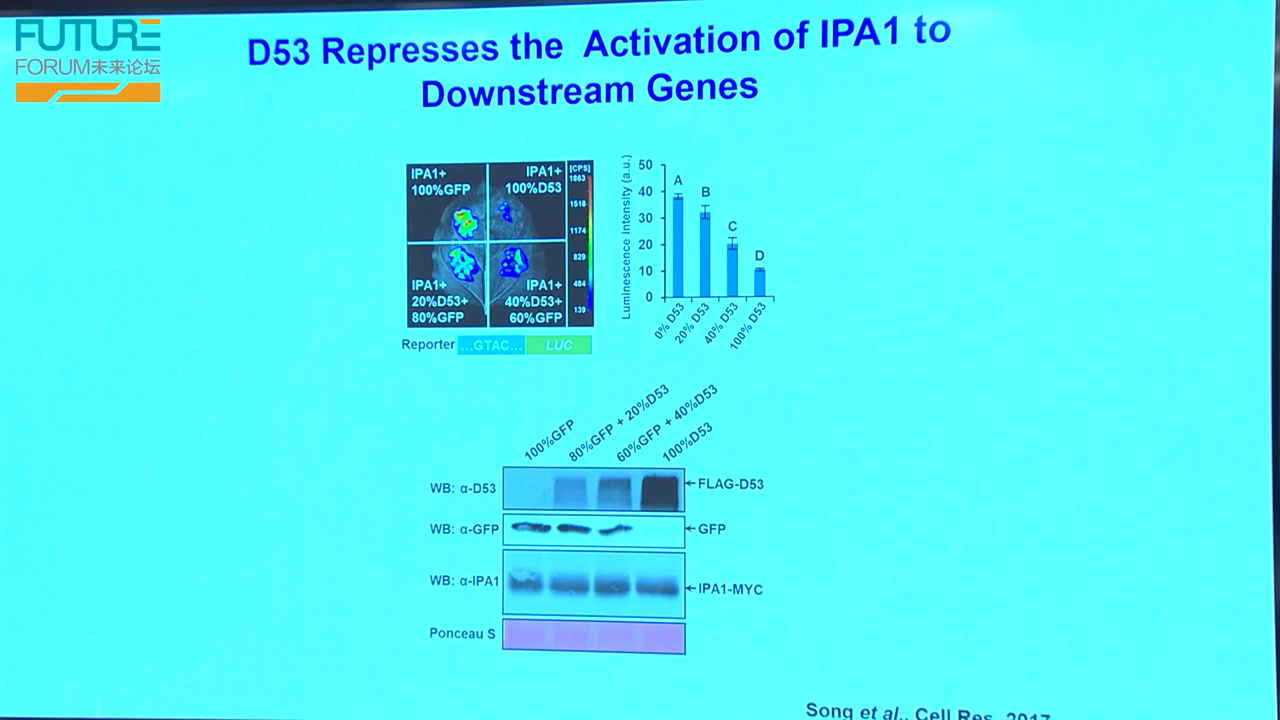 FUTURE
FORUM未来论坛
D53 Represses the Activation of IPA1 to
Downstream Genes
IPA1+
100%GFP
IPA1+
100%D53
IPA1+
20%D53+
80%GFP
IPA1+
40%D53+
60%GFP
[CPS]
1863
1518
1174
829
484
139
Reporter ...GTAC... LUC
Luminescence Intensity (a.u.)
50
40
30
20
10
0
A
B
C
D
0% D53
20% D53
40% D53
100% D53
100%GFP
80%GFP + 20%D53
60%GFP + 40%D53
100%D53
WB: α-D53
FLAG-D53
WB: α-GFP
GFP
WB: α-IPA1
IPA1-MYC
Ponceau S
Song et al., Cell Res, 2017